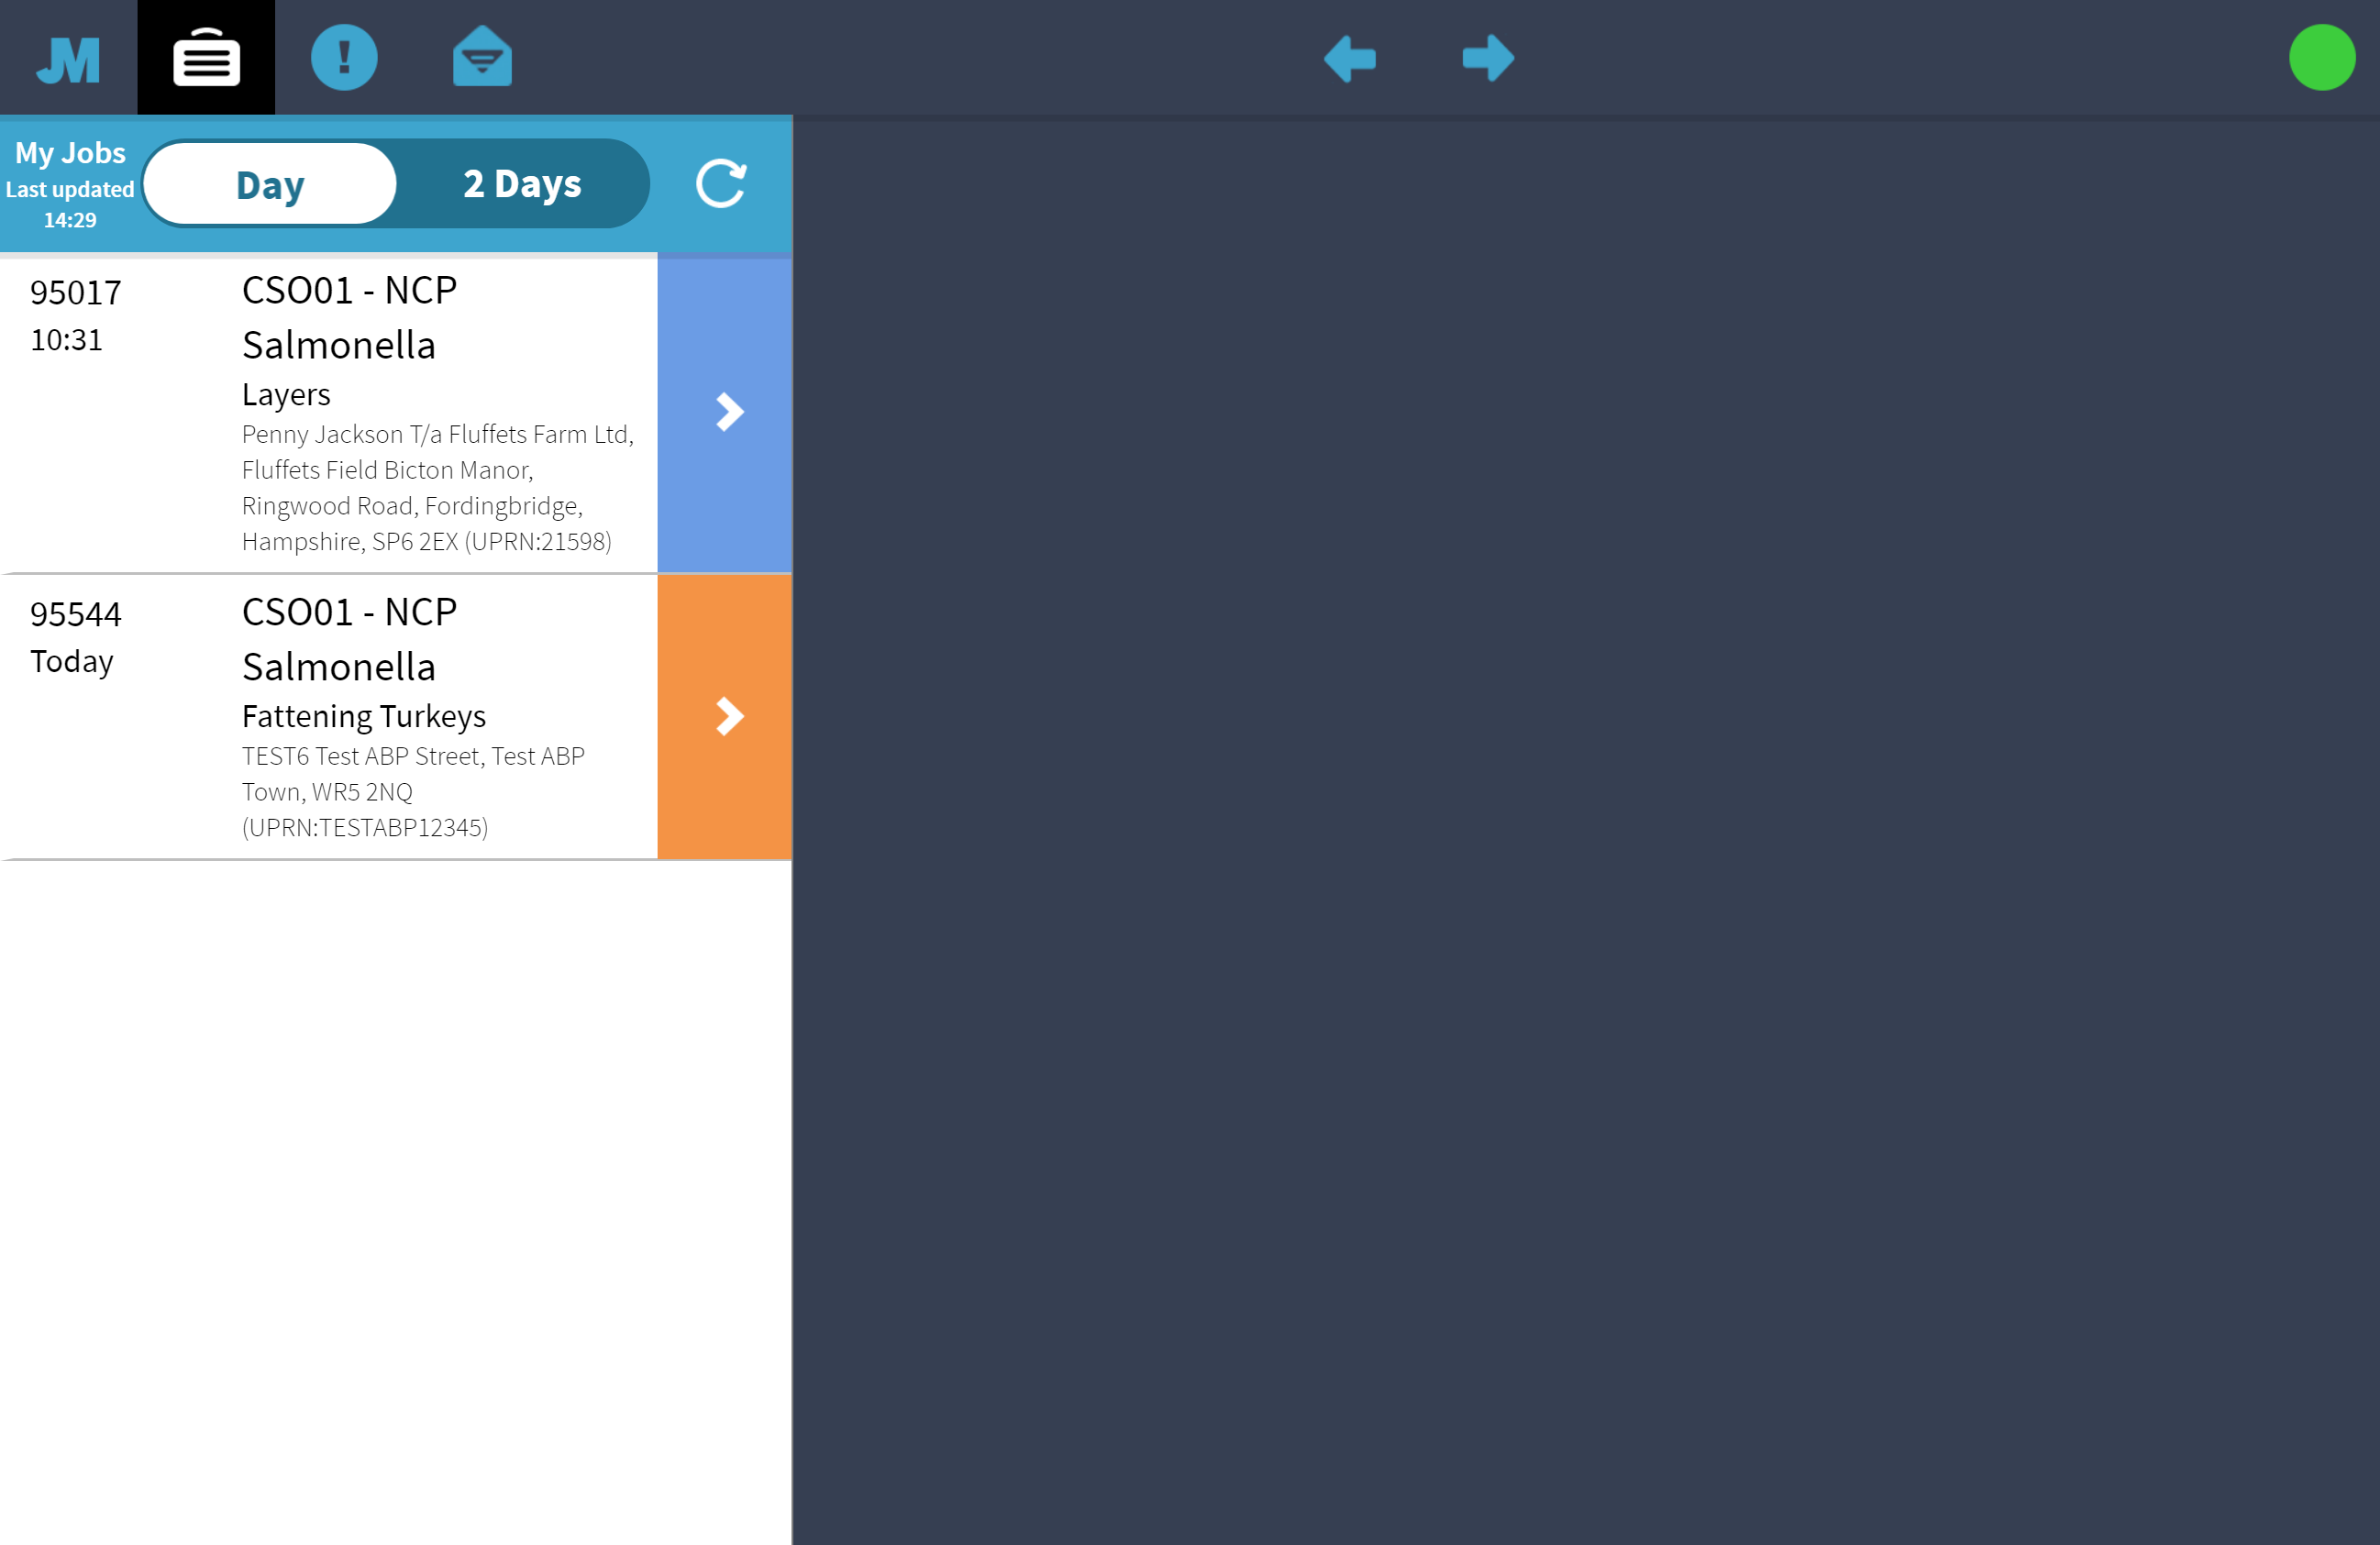 JM
My Jobs
Last updated
14:29
Day
2 Days
95017
10:31
CSO01 - NCP
Salmonella
Layers
Penny Jackson T/a Fluffets Farm Ltd,
Fluffets Field Bicton Manor,
Ringwood Road, Fordingbridge,
Hampshire, SP6 2EX (UPRN:21598)
95544
Today
CSO01 - NCP
Salmonella
Fattening Turkeys
TEST6 Test ABP Street, Test ABP
Town, WR5 2NQ
(UPRN:TESTABP12345)